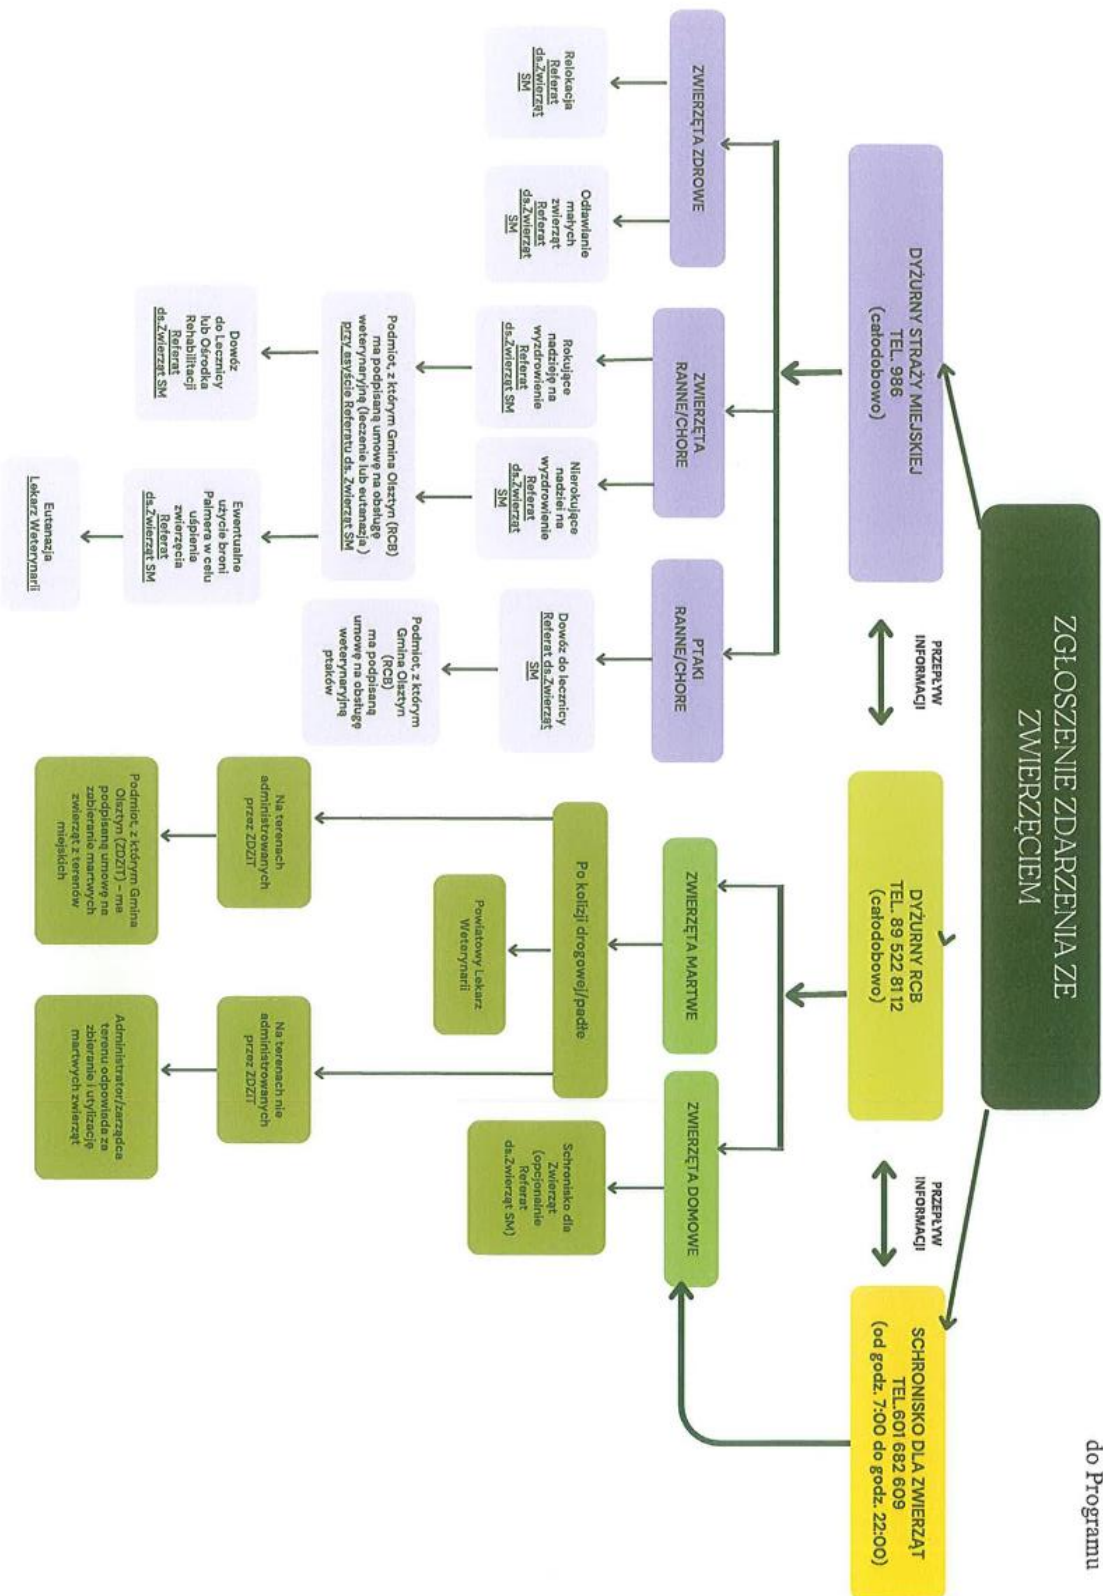 do Programu
ZGŁOSZENIE ZDARZENIA ZE
ZWIERZĘCIEM
DYŻURNY STRAŻY MIEJSKIEJ
TEL. 986
(całodobowo)
PRZEPŁYW
INFORMACJI
DYŻURNY RCB
TEL. 89 522 81 12
(całodobowo)
PRZEPŁYW
INFORMACJI
SCHRONISKO DLA ZWIERZĄT
TEL.601 682 609
(od godz. 7:00 do godz. 22:00)
ZWIERZĘTA ZDROWE
ZWIERZĘTA
RANNE/CHORE
PTAKI
RANNE/CHORE
ZWIERZĘTA MARTWE
ZWIERZĘTA DOMOWE
Relokacja
Referat
ds.Zwierząt
SM
Odławianie
małych
zwierząt
Referat
ds.Zwierząt
SM
Rokujące
nadzieję na
wyzdrowienie
Referat
ds.Zwierząt SM
Nierokujące
nadziei na
wyzdrowienie
Referat
ds.Zwierząt
SM
Dowóz do lecznicy
Referat ds.Zwierząt
SM
Po kolizji drogowej/padłe
Schronisko dla
Zwierząt
(opcjonalnie
Referat
ds.Zwierząt SM)
Podmiot, z którym Gmina Olsztyn (RCB)
ma podpisaną umowę na obsługę
weterynaryjną (leczenie lub eutanazja )
przy asyście Referatu ds. Zwierząt SM
Podmiot, z którym
Gmina Olsztyn
(RCB)
ma podpisaną
umowę na obsługę
weterynaryjną
ptaków
Powiatowy Lekarz
Weterynarii
Dowóz
do Lecznicy
lub Ośrodka
Rehabilitacji
Referat
ds.Zwierząt SM
Ewentualne
użycie broni
Palmera w celu
uśpienia
zwierzęcia
Referat
ds.Zwierząt SM
Na terenach
administrowanych
przez ZDZiT
Na terenach nie
administrowanych
przez ZDZiT
Eutanazja
Lekarz Weterynarii
Podmiot, z którym Gmina
Olsztyn (ZDZiT) – ma
podpisaną umowę na
zabieranie martwych
zwierząt z terenów
miejskich
Administrator/zarządca
terenu odpowiada za
zbieranie i utylizację
martwych zwierząt